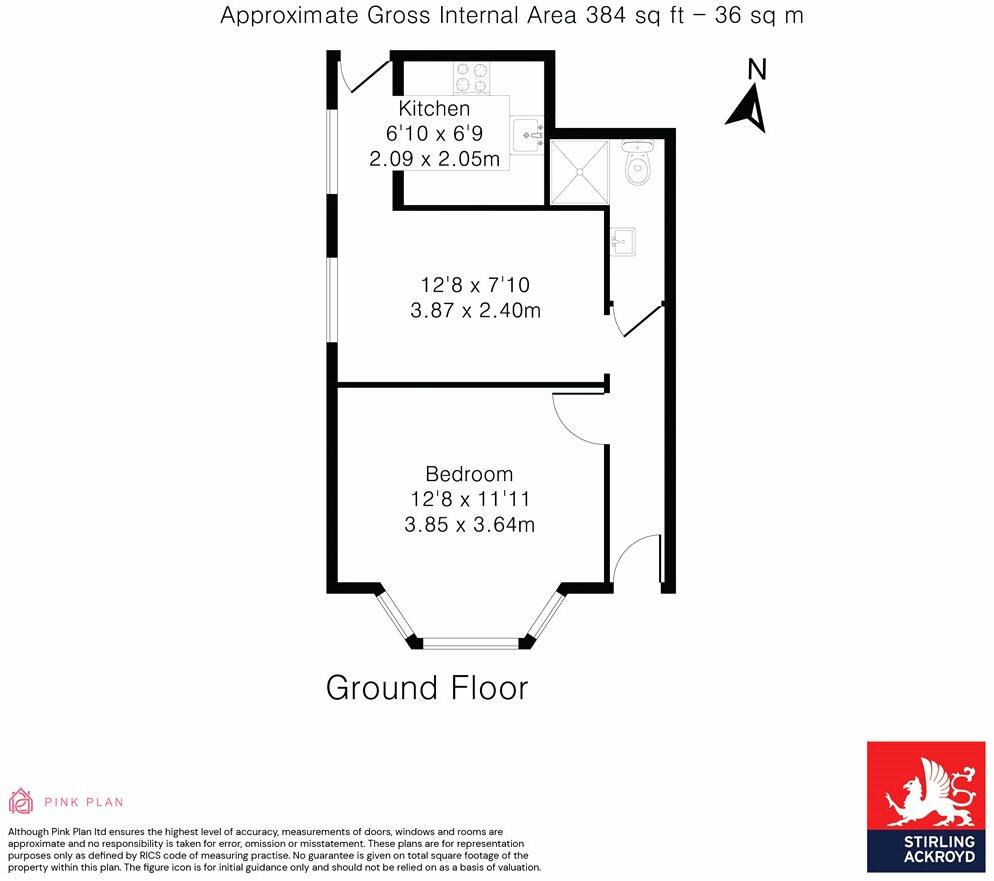 Approximate Gross Internal Area 384 sq ft – 36 sq m
N
Kitchen
6'10 x 6'9
2.09 x 2.05m
12'8 x 7'10
3.87 x 2.40m
Bedroom
12'8 x 11'11
3.85 x 3.64m
Ground Floor
PINK PLAN
Although Pink Plan ltd ensures the highest level of accuracy, measurements of doors, windows and rooms are
approximate and no responsibility is taken for error, omission or misstatement. These plans are for representation
purposes only as defined by RICS code of measuring practise. No guarantee is given on total square footage of the
property within this plan. The figure icon is for initial guidance only and should not be relied on as a basis of valuation.
STIRLING
ACKROYD